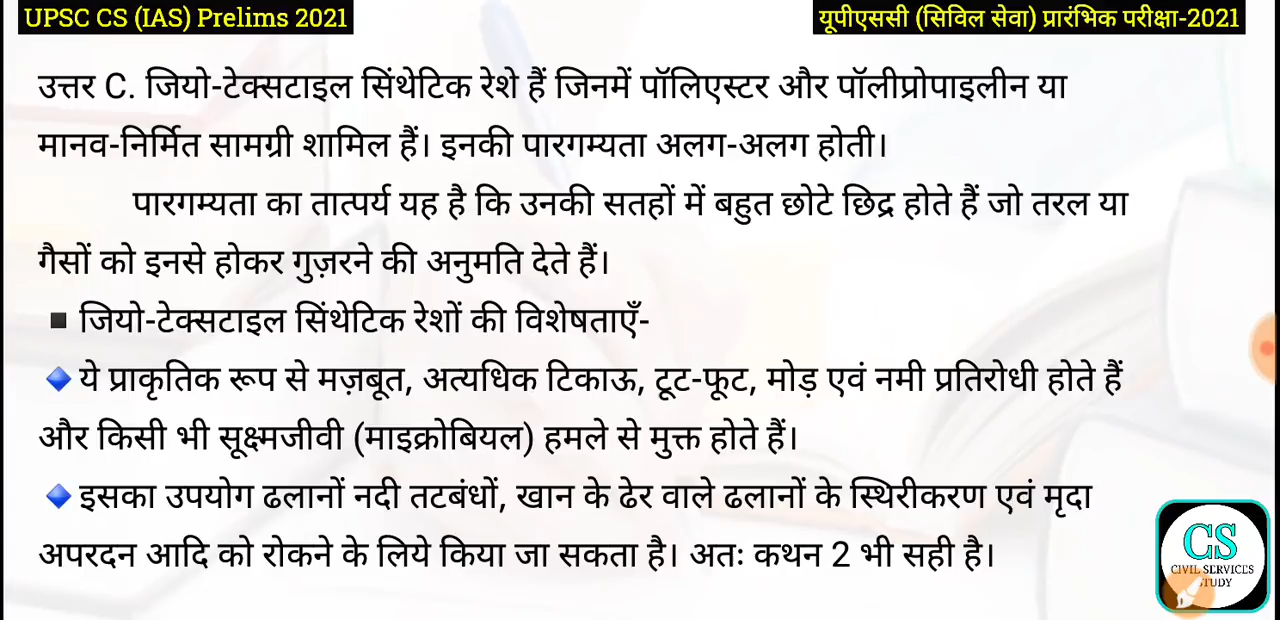 UPSC CS (IAS) Prelims 2021
यूपीएससी (सिविल सेवा) प्रारंभिक परीक्षा-2021
उत्तर C. जियो-टेक्सटाइल सिंथेटिक रेशे हैं जिनमें पॉलिएस्टर और पॉलीप्रोपाइलीन या
मानव-निर्मित सामग्री शामिल हैं। इनकी पारगम्यता अलग-अलग होती।
पारगम्यता का तात्पर्य यह है कि उनकी सतहों में बहुत छोटे छिद्र होते हैं जो तरल या
गैसों को इनसे होकर गुज़रने की अनुमति देते हैं।
▪ जियो-टेक्सटाइल सिंथेटिक रेशों की विशेषताएँ-
🔹ये प्राकृतिक रूप से मज़बूत, अत्यधिक टिकाऊ, टूट-फूट, मोड़ एवं नमी प्रतिरोधी होते हैं
और किसी भी सूक्ष्मजीवी (माइक्रोबियल) हमले से मुक्त होते हैं।
🔹इसका उपयोग ढलानों नदी तटबंधों, खान के ढेर वाले ढलानों के स्थिरीकरण एवं मृदा
अपरदन आदि को रोकने के लिये किया जा सकता है। अतः कथन 2 भी सही है।
CS
CIVIL SERVICES